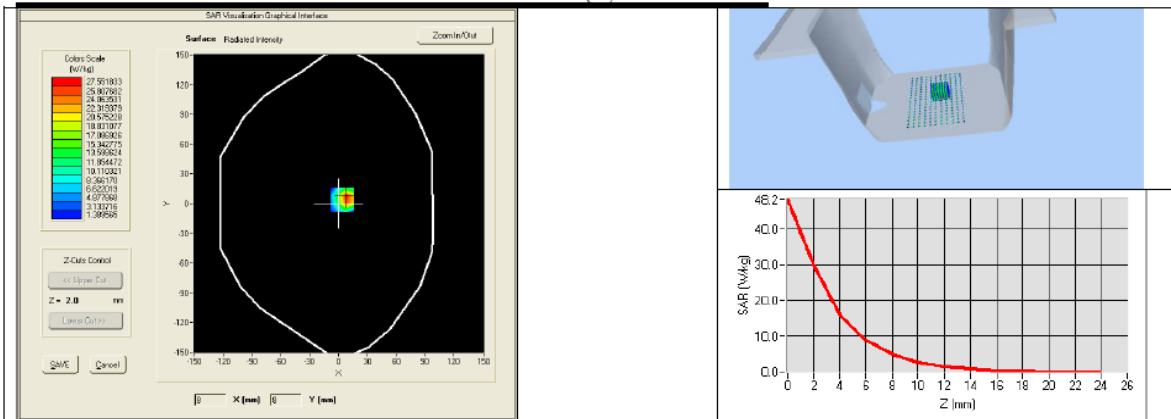 SAR Visualisation Graphical Interface
Surface Radiated Intensity
Zoom In/Out
Colors Scale
(W/kg)
27.551833
25.807682
24.063531
22.319379
20.575228
18.831077
17.086926
15.342775
13.598624
11.854472
10.110321
8.366170
6.622019
4.877868
3.133716
1.389565
150
120
90
60
30
0
-30
-60
-90
-120
-150
Y
-150 -120 -90 -60 -30 0 30 60 90 120 150
X
Z-Cuts Control
<< Upper Cut
Z = 2.0 mm
Lower Cut >>
SAVE Cancel
8 X (mm) 8 Y (mm)
48.2
40.0
30.0
20.0
10.0
0.0
SAR (W/kg)
0 2 4 6 8 10 12 14 16 18 20 22 24 26
Z (mm)